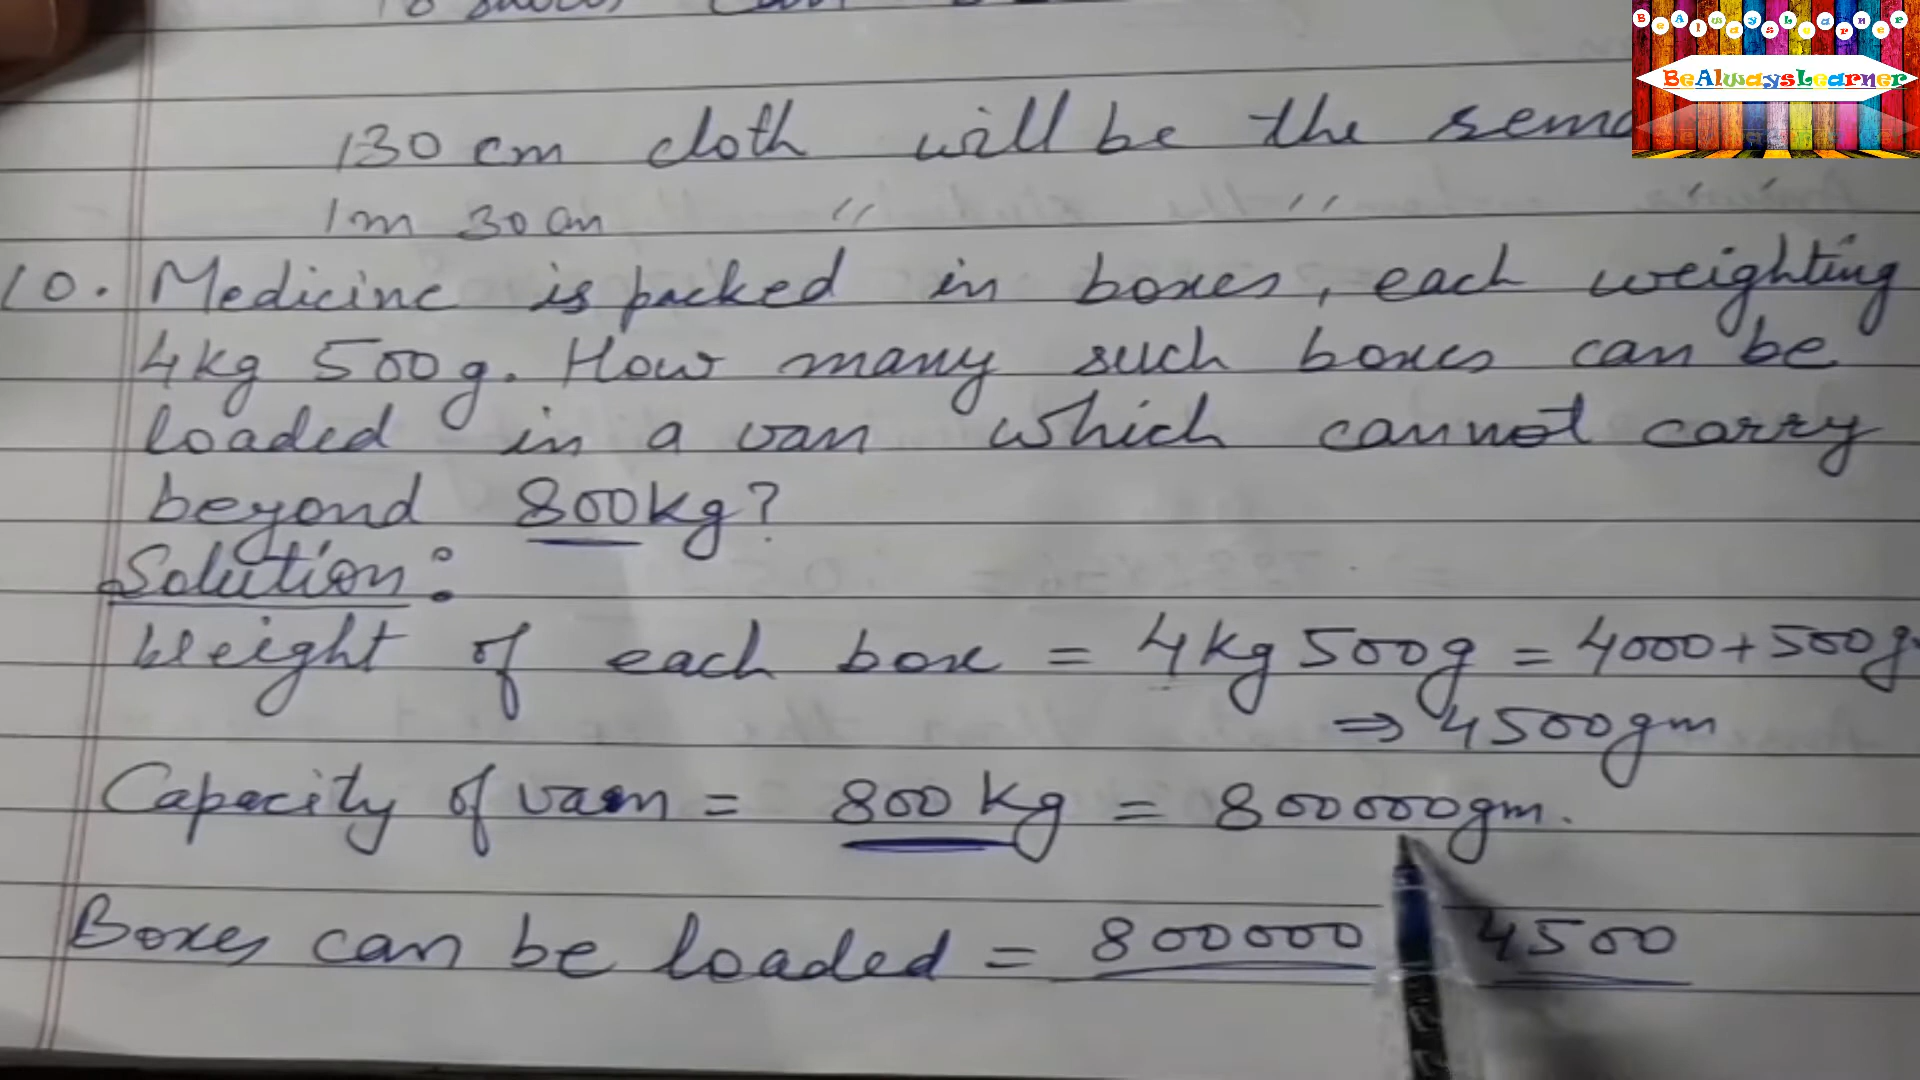 BeAlwaysLearner
BeAlwaysLearner
130 cm cloth will be the
1m 30 cm " "
10. Medicine is packed in boxes, each weighting
4kg 500g. How many such boxes can be
loaded in a van which cannot carry
beyond 800kg?
Solution:
Weight of each box = 4kg 500g = 4000+500g
⇒ 4500gm
Capacity of van = 800 kg = 800000gm.
Boxes can be loaded = 800000 4500